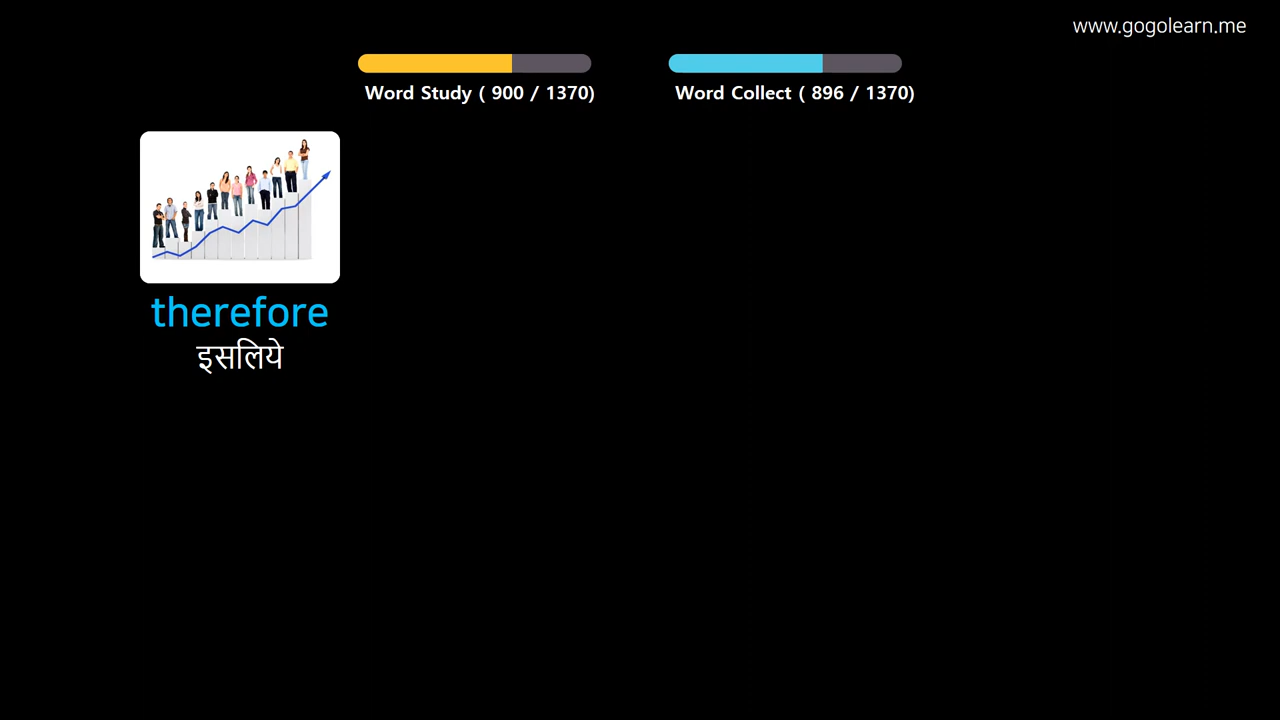 www.gogolearn.me
Word Study ( 900 / 1370)
Word Collect ( 896 / 1370)
therefore
इसलिये